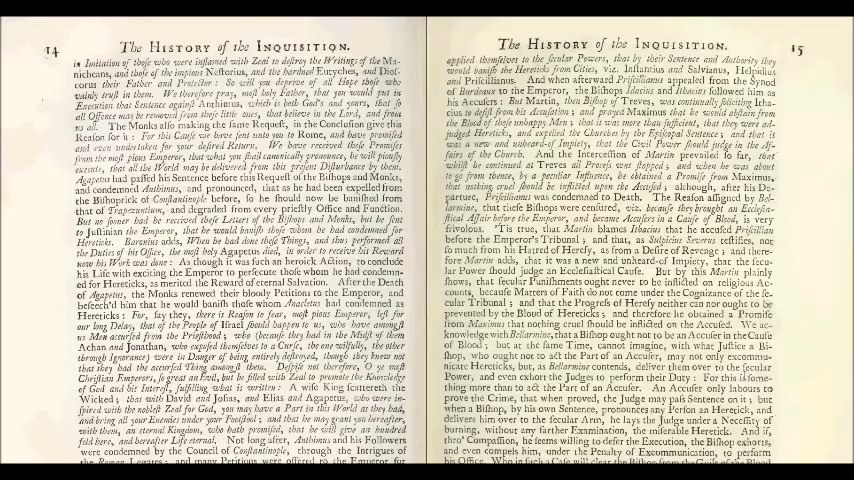 14 The HISTORY of the INQUISITION.
in Imitation of those who were inflamed with Zeal to destroy the Writings of the Ma-
nicheans, and those of the impious Nestorius, and the hardned Eutyches, and Dios-
corus their Father and Protector: So will you deprive of all Hope those who
vainly trust in them. We therefore pray, most holy Father, that you would put in
Execution that Sentence against Anthimus, which is both God's and yours, that so
all Offence may be removed from these little ones, that believe in the Lord, and from
us all. The Monks also making the same Request, in the Conclusion give this
Reason for it: For this Cause we have sent unto you to Rome, and have promised
and even undertaken for your desired Return. We have received these Promises
from the most pious Emperor, that what you shall canonically pronounce, he will piously
execute, that all the World may be delivered from this present Disturbance by them.
Agapetus had passed his Sentence before this Request of the Bishops and Monks,
and condemned Anthimus, and pronounced, that as he had been expelled from
the Bishoprick of Constantinople before, so he should now be banished from
that of Trapezuntium, and degraded from every priestly Office and Function.
But no sooner had he received these Letters of the Bishops and Monks, but he sent
to Justinian the Emperor, that he would banish those whom he had condemned for
Hereticks. Baronius adds, When he had done these Things, and thus performed all
the Duties of his Office, the most holy Agapetus died, in order to receive his Reward
now his Work was done: As though it was such an heroick Action, to conclude
his Life with exciting the Emperor to persecute those whom he had condemn-
ed for Hereticks, as merited the Reward of eternal Salvation. After the Death
of Agapetus, the Monks renewed their bloody Petitions to the Emperor, and
beseech'd him that he would banish those whom Anacletus had condemned as
Hereticks: For, say they, there is Reason to fear, most pious Emperor, lest for
our long Delay, that of the People of Israel should happen to us, who have amongst
us Men accursed from the Priesthood; who (because they had in the Midst of them
Achan and Jonathan, who exposed themselves to a Curse, the one wilfully, the other
through Ignorance) were in Danger of being entirely destroyed, though they knew not
that they had the accursed Thing amongst them. Despise not therefore, O ye most
Christian Emperors, so great an Evil, but be filled with Zeal to promote the Knowledge
of God and his Interest, fulfilling what is written: A wise King scattereth the
Wicked; that with David and Josias, and Elias and Agapetus, who were in-
spired with the noblest Zeal for God, you may have a Part in this World as they had,
and bring all your Enemies under your Footstool; and that he may grant you hereafter,
with them, an eternal Kingdom, who hath promised, that he will give an hundred
fold here, and hereafter Life eternal. Not long after, Anthimus and his Followers
were condemned by the Council of Constantinople, through the Intrigues of
the Roman Legates; and many Petitions were offered to the Emperor for
The HISTORY of the INQUISITION. 15
applied themselves to the secular Powers, that by their Sentence and Authority they
would banish the Hereticks from Cities, viz. Instantius and Salvianus, Helpidius
and Priscillianus. And when afterward Priscillianus appealed from the Synod
of Bourdeaux to the Emperor, the Bishops Idacius and Ithacius followed him as
his Accusers: But Martin, then Bishop of Treves, was continually soliciting Itha-
cius to desist from his Accusation; and prayed Maximus that he would abstain from
the Blood of those unhappy Men; that it was more than sufficient, that they were ad-
judged Hereticks, and expelled the Churches by the Episcopal Sentence; and that it
was a new and unheard-of Impiety, that the Civil Power should judge in the Af-
fairs of the Church. And the Intercession of Martin prevailed so far, that
whilst he continued at Treves all Process was stopped; and when he was about
to go from thence, by a peculiar Influence, he obtained a Promise from Maximus,
that nothing cruel should be inflicted upon the Accused; although, after his De-
parture, Priscillianus was condemned to Death. The Reason assigned by Bel-
larmine, that these Bishops were censured, viz. because they brought an Ecclesia-
stical Affair before the Emperor, and became Accusers in a Cause of Blood, is very
frivolous. 'Tis true, that Martin blames Ithacius that he accused Priscillian
before the Emperor's Tribunal; and that, as Sulpicius Severus testifies, not
so much from his Hatred of Heresy, as from a Desire of Revenge; and there-
fore Martin adds, that it was a new and unheard-of Impiety, that the secu-
lar Power should judge an Ecclesiastical Cause. But by this Martin plainly
shows, that secular Punishments ought never to be inflicted on religious Ac-
counts, because Matters of Faith do not come under the Cognizance of the se-
cular Tribunal; and that the Progress of Heresy neither can nor ought to be
prevented by the Blood of Hereticks; and therefore he obtained a Promise
from Maximus that nothing cruel should be inflicted on the Accused. We ac-
knowledge with Bellarmine, that a Bishop ought not to be an Accuser in the Cause
of Blood; but at the same Time, cannot imagine, with what Justice a Bi-
shop, who ought not to act the Part of an Accuser, may not only excommu-
nicate Hereticks, but, as Bellarmine contends, deliver them over to the secular
Power, and even exhort the Judges to perform their Duty: For this is some-
thing more than to act the Part of an Accuser. An Accuser only labours to
prove the Crime, that when proved, the Judge may pass Sentence on it; but
when a Bishop, by his own Sentence, pronounces any Person an Heretick, and
delivers him over to the secular Arm, he lays the Judge under a Necessity of
burning, without any farther Examination, the miserable Heretick. And if,
thro' Compassion, he seems willing to defer the Execution, the Bishop exhorts,
and even compels him, under the Penalty of Excommunication, to perform
his Office. Who in such a Case will clear the Bishop from the Guilt of the Blood